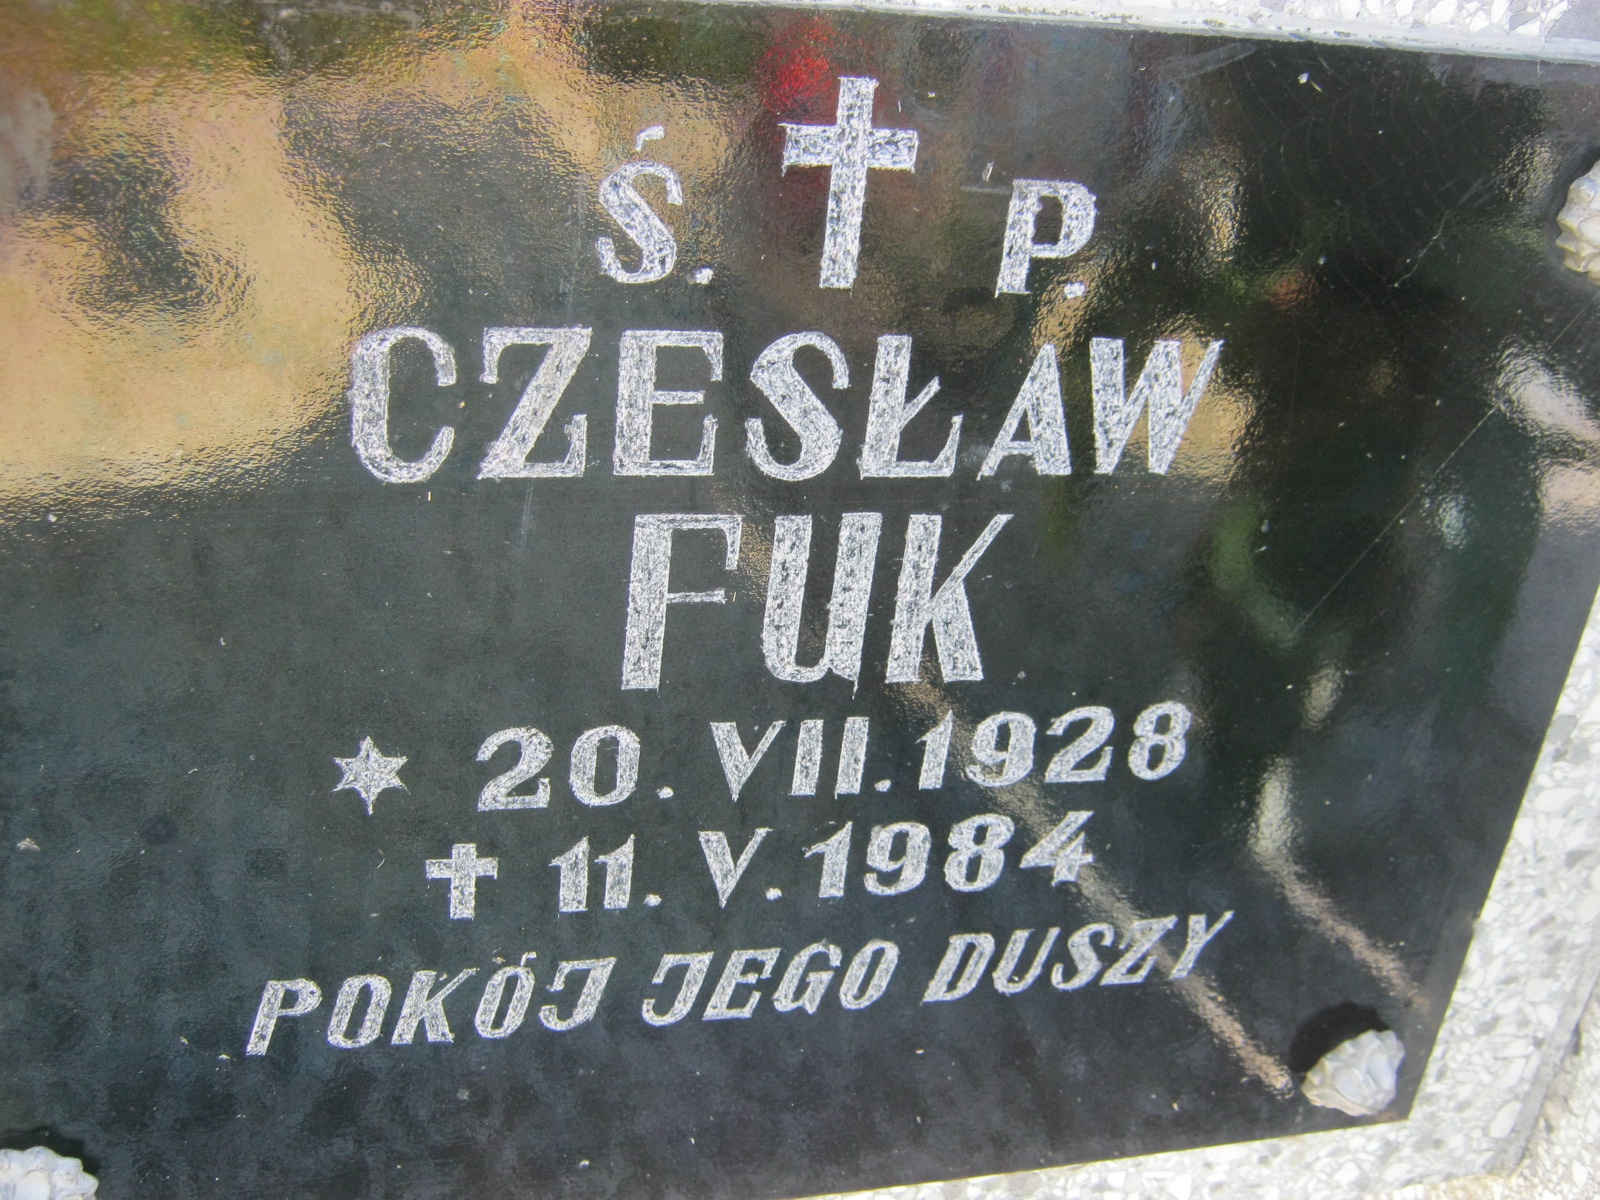 Ś. P.
CZESŁAW
FUK
20. VII. 1928
11. V. 1984
POKÓJ JEGO DUSZY